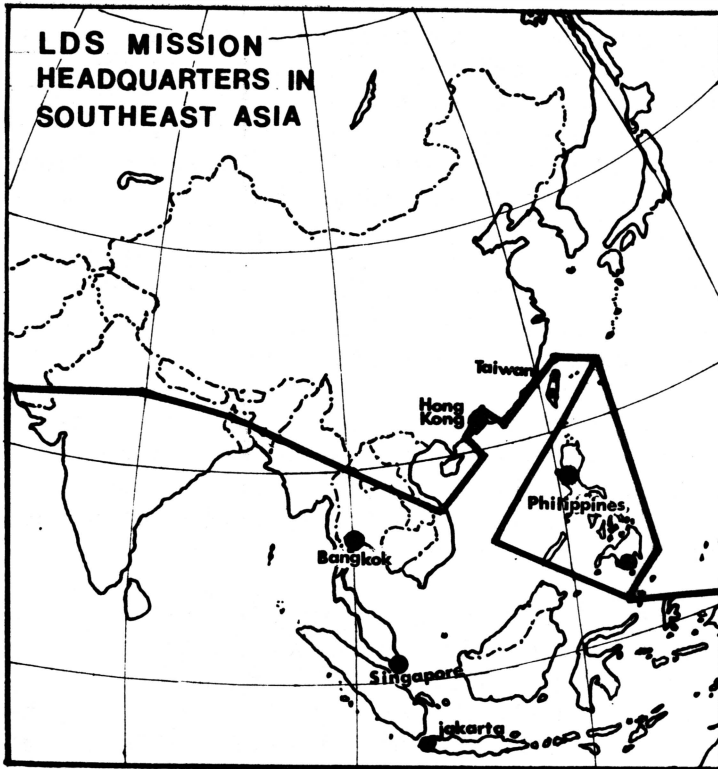 LDS MISSION
HEADQUARTERS IN
SOUTHEAST ASIA
Taiwan
Hong
Kong
Philippines,
Bangkok
Singapore
jakarta